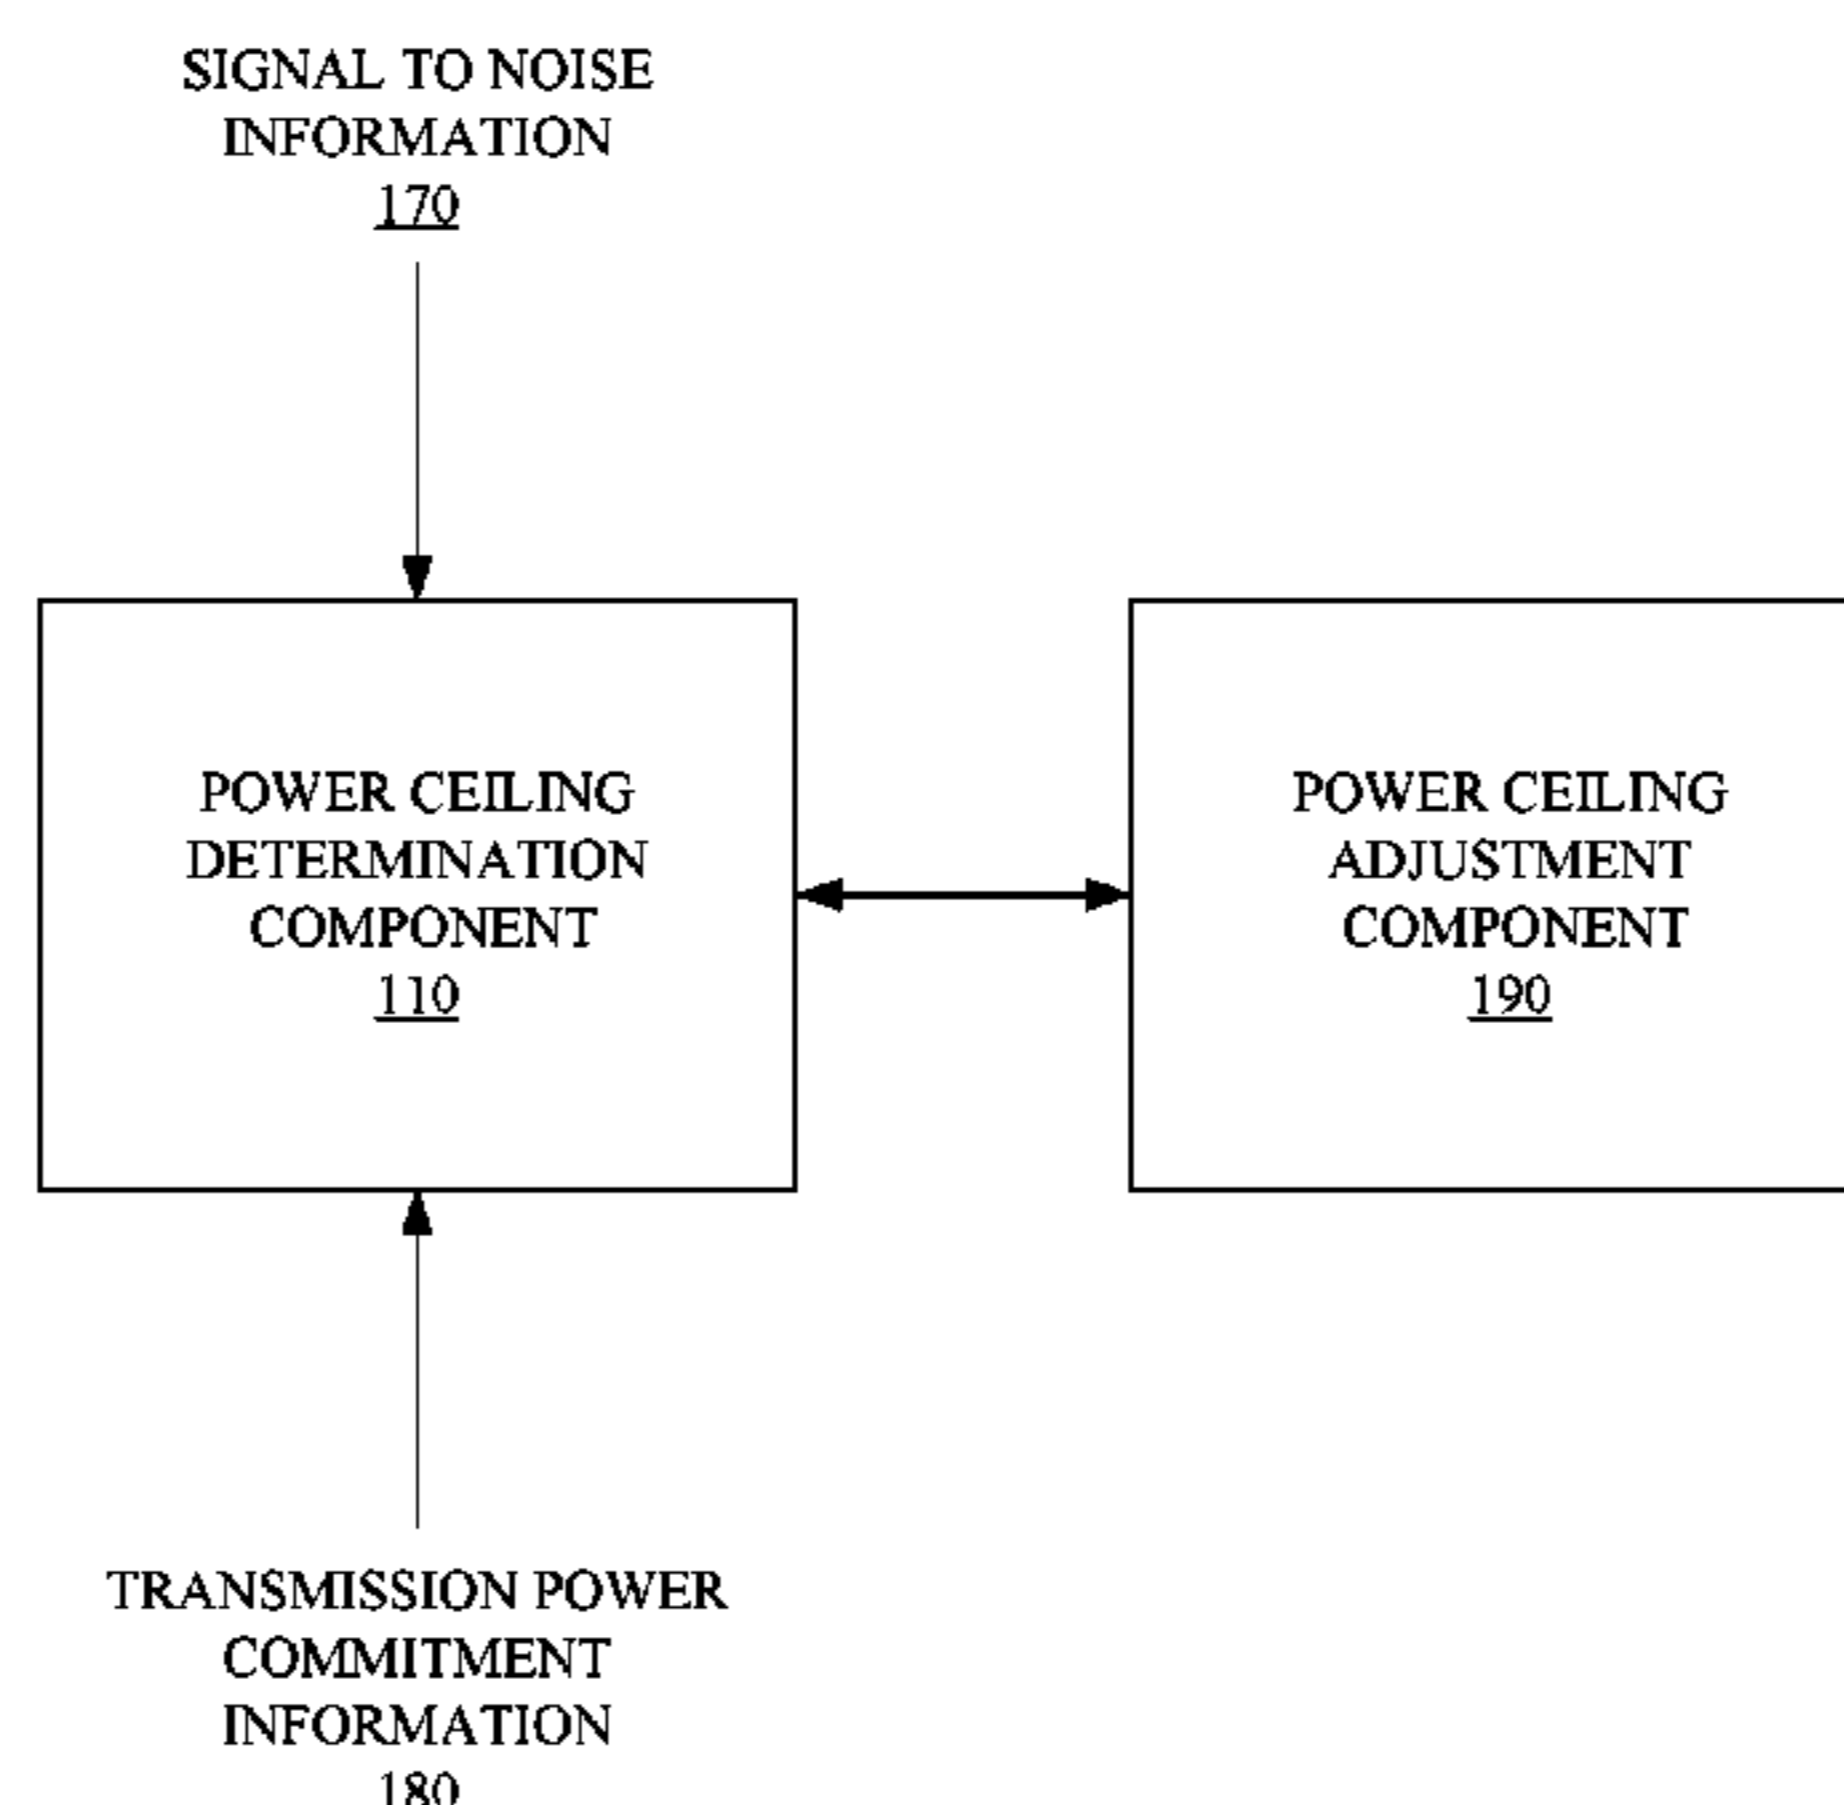 SIGNAL TO NOISE
INFORMATION
170
POWER CEILING
DETERMINATION
COMPONENT
110
POWER CEILING
ADJUSTMENT
COMPONENT
190
TRANSMISSION POWER
COMMITMENT
INFORMATION
180